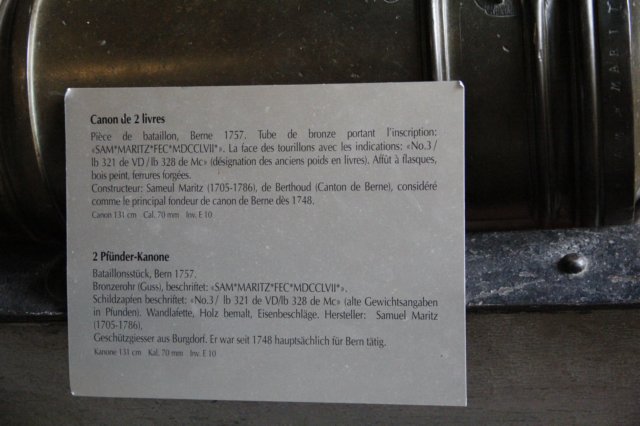 Canon de 2 livres
Pièce de bataillon, Berne 1757. Tube de bronze portant l'inscription:
«SAM*MARITZ*FEC*MDCCLVII*». La face des tourillons avec les indications: «No.3/
lb 321 de VD/lb 328 de Mc» (désignation des anciens poids en livres). Affût à flasques,
bois peint, ferrures forgées.
Constructeur: Sameul Maritz (1705-1786), de Berthoud (Canton de Berne), considéré
comme le principal fondeur de canon de Berne dès 1748.
Canon 131 cm Cal. 70 mm Inv. E 10
2 Pfünder-Kanone
Bataillonsstück, Bern 1757.
Bronzerohr (Guss), beschriftet: «SAM*MARITZ*FEC*MDCCLVII*».
Schildzapten beschriftet: «No.3/ lb 321 de VD/lb 328 de Mc» (alte Gewichtsangaben
in Pfunden). Wandlafette, Holz bemalt, Eisenbeschläge. Hersteller: Samuel Maritz
(1705-1786).
Geschützgiesser aus Burgdorf. Er war seit 1748 hauptsächlich für Bern tätig.
Kanone 131 cm Kal. 70 mm Inv. E 10
MARIT